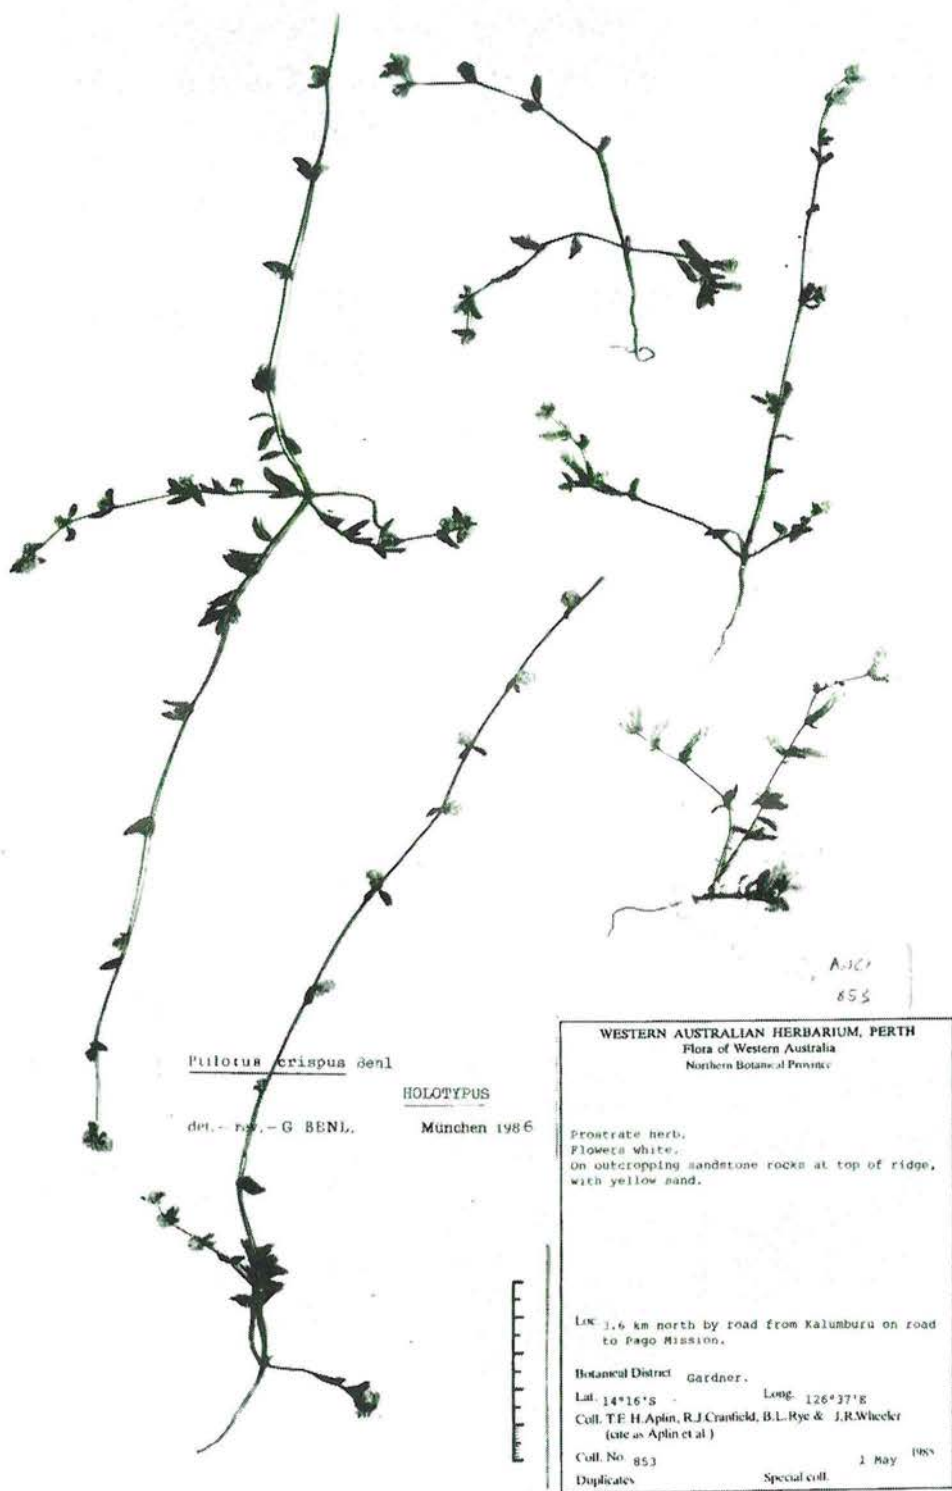 853
WESTERN AUSTRALIAN HERBARIUM, PERTH
Flora of Western Australia
Northern Botanical Province
Ptilotus crispus Benl
HOLOTYPUS
det.- rev.- G BENL. München 1986
Prostrate herb.
Flowers white.
On outcropping sandstone rocks at top of ridge,
with yellow sand.
Loc 3.6 km north by road from Kalumburu on road
to Pago Mission.
Botanical District Gardner.
Lat. 14°16'S Long. 126°37'E
Coll. T.E.H.Aplin, R.J.Cranfield, B.L.Rye & J.R.Wheeler
(cite as Aplin et al.)
Coll. No. 853 1 May 1985
Duplicates Special coll.